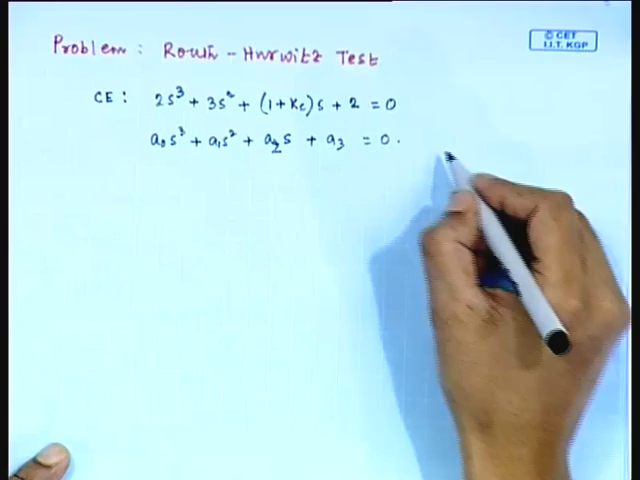 Problem : Routh - Hurwitz Test
© CET
I.I.T. KGP
CE : 2s³ + 3s² + (1+Kc)s + 2 = 0
a₀s³ + a₁s² + a₂s + a₃ = 0.